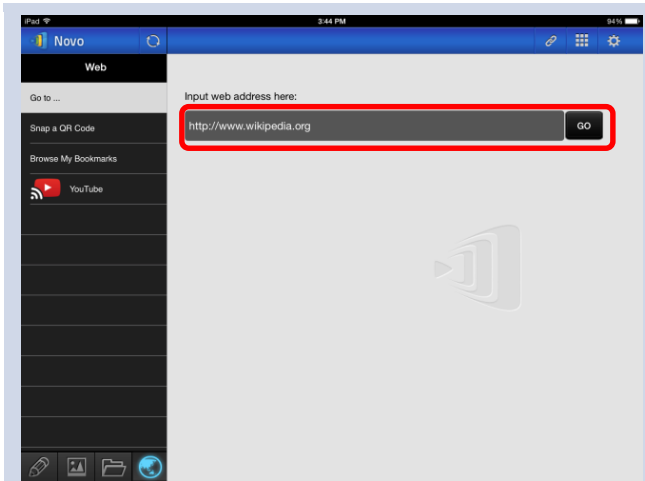 iPad 3:44 PM 94%
Novo
Web
Go to ...
Input web address here:
http://www.wikipedia.org GO
Snap a QR Code
Browse My Bookmarks
YouTube